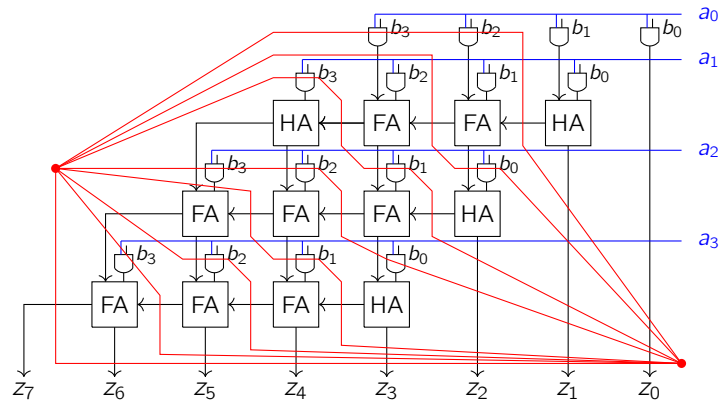 a₀
b₃ b₂ b₁ b₀
a₁
b₃ b₂ b₁ b₀
HA FA FA HA
a₂
b₃ b₂ b₁ b₀
FA FA FA HA
a₃
b₃ b₂ b₁ b₀
FA FA FA HA
z₇ z₆ z₅ z₄ z₃ z₂ z₁ z₀